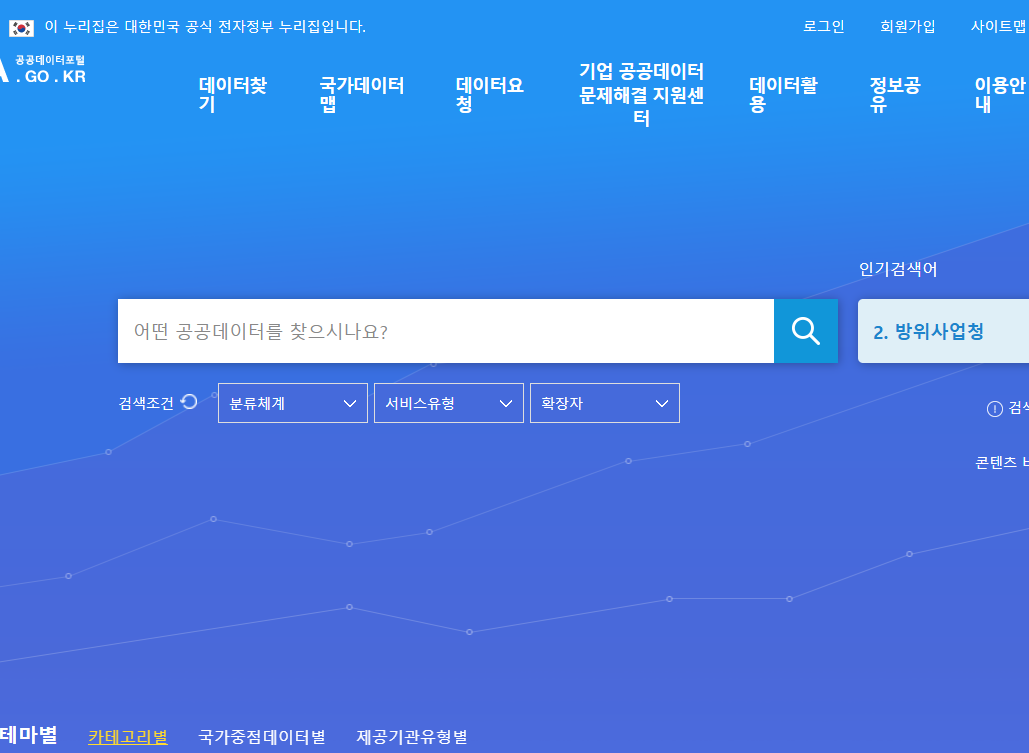 이 누리집은 대한민국 공식 전자정부 누리집입니다.
로그인 회원가입 사이트맵
공공데이터포털
. GO . KR
데이터찾기
국가데이터맵
데이터요청
기업 공공데이터
문제해결 지원센
터
데이터활용
정보공유
이용안내
인기검색어
어떤 공공데이터를 찾으시나요?
2. 방위사업청
검색조건 분류체계 서비스유형 확장자
검색
콘텐츠
테마별 카테고리별 국가중점데이터별 제공기관유형별